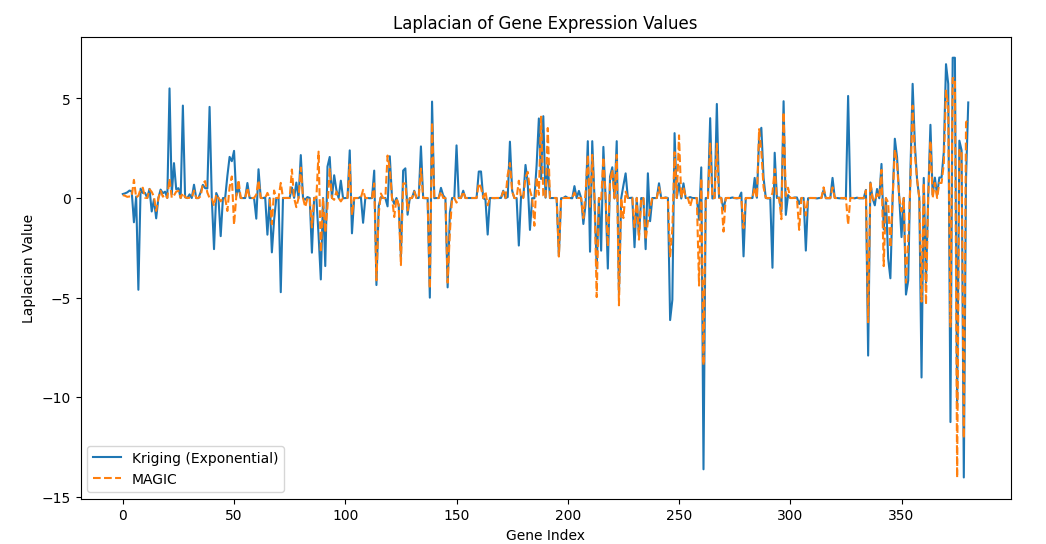 Laplacian of Gene Expression Values
Laplacian Value
5
0
−5
−10
−15
Kriging (Exponential)
MAGIC
0 50 100 150 200 250 300 350
Gene Index